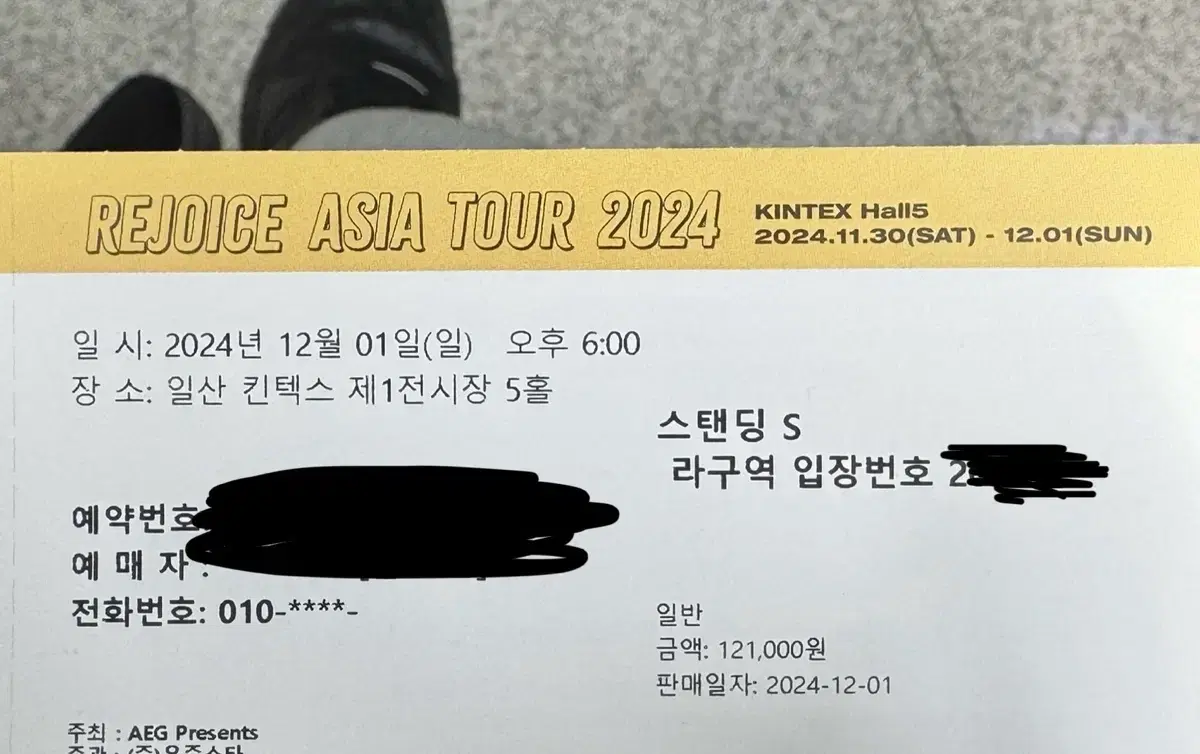 REJOICE ASIA TOUR 2024
KINTEX Hall5
2024.11.30(SAT) - 12.01(SUN)
일 시: 2024년 12월 01일(일) 오후 6:00
장 소: 일산 킨텍스 제1전시장 5홀
스탠딩 S
라구역 입장번호 2
예약번호
예 매 자 :
전화번호: 010-****-
일반
금액: 121,000원
판매일자: 2024-12-01
주최 : AEG Presents